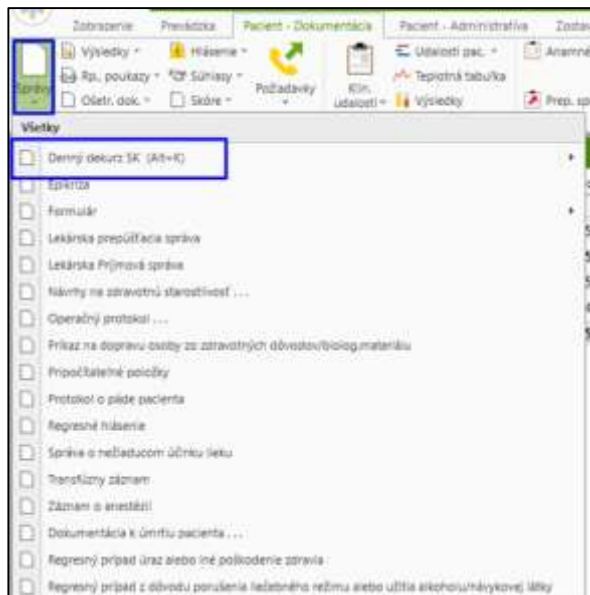 Zobrazenie Prevádzka Pacient - Dokumentácia Pacient - Administratíva
Výsledky Hlásenie Udalosti pac. Anamné
Správy Rp., poukazy Súhlasy Požiadavky Klin. udalosti Teplotná tabuľka
Ošetr. dok. Skóre Výsledky Prep. sp
Všetky
Denný dekurz SK (Alt+K)
Epikríza
Formulár
Lekárska prepúšťacia správa
Lekárska Príjmová správa
Návrhy na zdravotnú starostlivosť ...
Operačný protokol ...
Príkaz na dopravu osoby zo zdravotných dôvodov/biolog.materiálu
Pripočítateľné položky
Protokol o páde pacienta
Regresné hlásenie
Správa o nežiaducom účinku lieku
Transfúzny záznam
Záznam o anestézii
Dokumentácia k úmrtiu pacienta ...
Regresný prípad úraz alebo iné poškodenie zdravia
Regresný prípad z dôvodu porušenia liečebného režimu alebo užitia alkoholu/návykovej látky